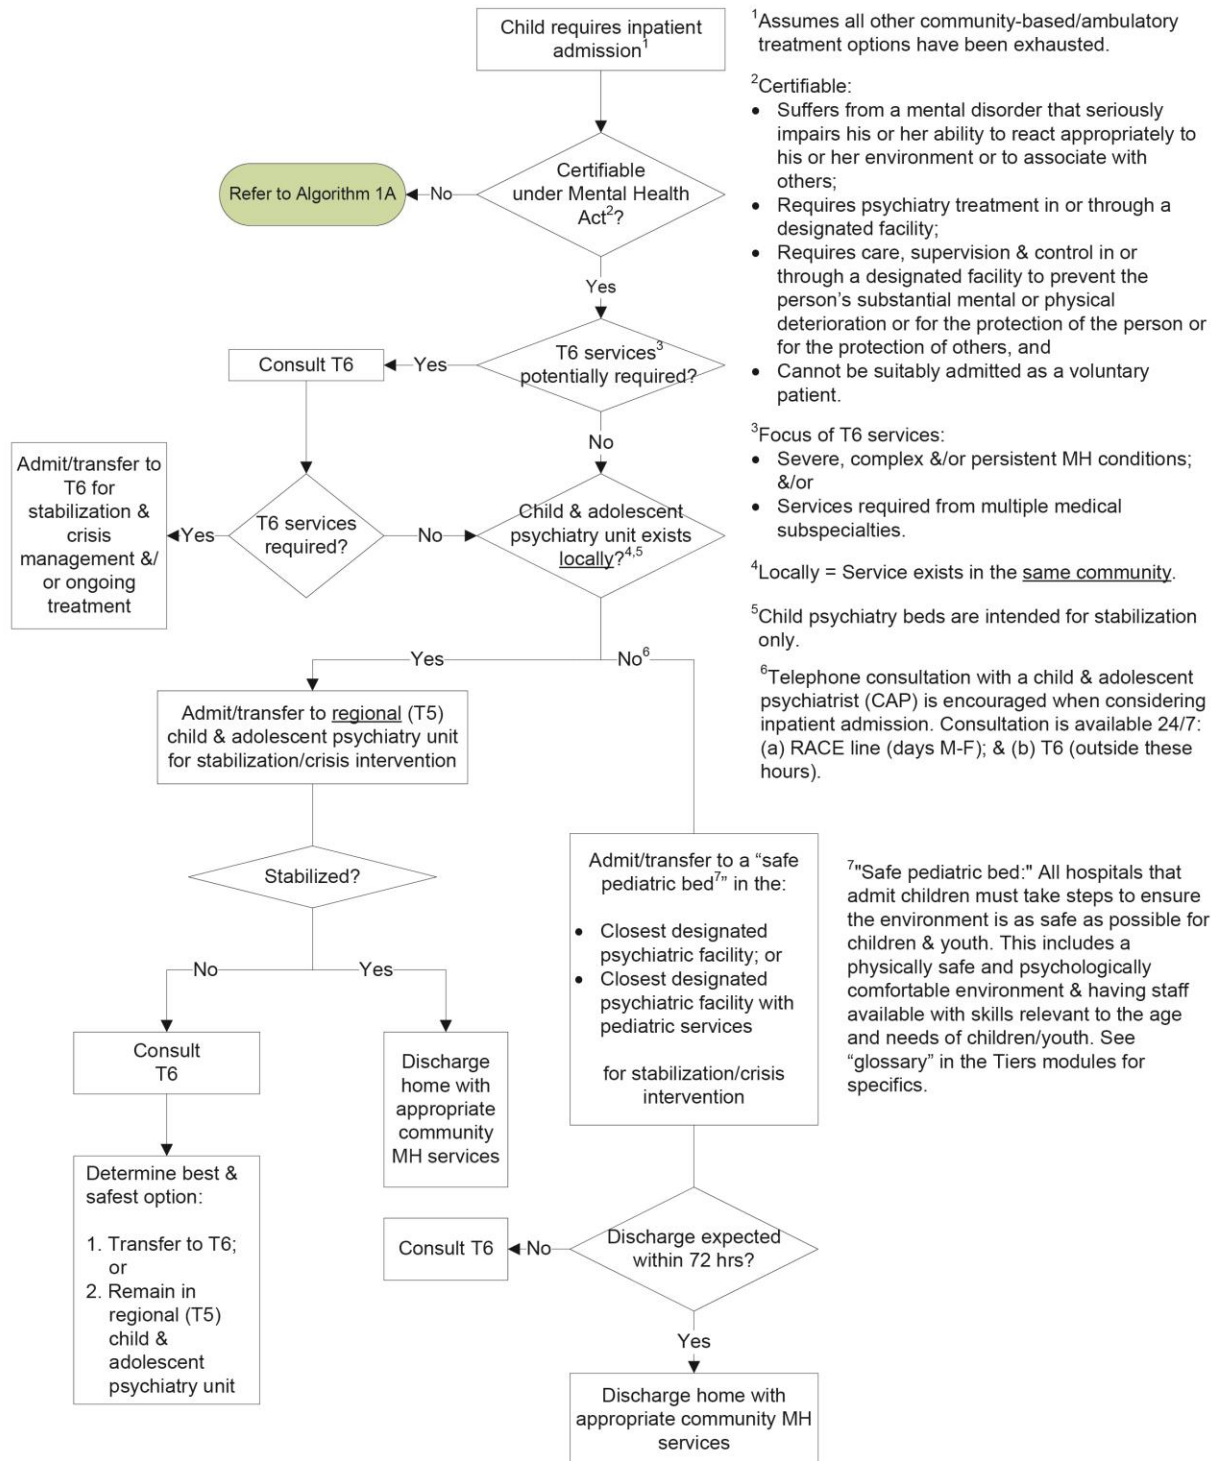 Child requires inpatient
admission1
Certifiable
under Mental Health
Act2?
No
Refer to Algorithm 1A
Yes
T6 services3
potentially required?
Yes
Consult T6
No
T6 services
required?
Yes
Admit/transfer to
T6 for
stabilization &
crisis
management &/
or ongoing
treatment
No
Child & adolescent
psychiatry unit exists
locally?4,5
Yes
No6
Admit/transfer to regional (T5)
child & adolescent psychiatry unit
for stabilization/crisis intervention
Stabilized?
No
Yes
Consult
T6
Determine best &
safest option:
1. Transfer to T6;
or
2. Remain in
regional (T5)
child &
adolescent
psychiatry unit
Discharge
home with
appropriate
community
MH services
Admit/transfer to a “safe
pediatric bed7” in the:
• Closest designated
psychiatric facility; or
• Closest designated
psychiatric facility with
pediatric services
for stabilization/crisis
intervention
Discharge expected
within 72 hrs?
No
Consult T6
Yes
Discharge home with
appropriate community MH
services
1Assumes all other community-based/ambulatory
treatment options have been exhausted.
2Certifiable:
• Suffers from a mental disorder that seriously
impairs his or her ability to react appropriately to
his or her environment or to associate with
others;
• Requires psychiatry treatment in or through a
designated facility;
• Requires care, supervision & control in or
through a designated facility to prevent the
person’s substantial mental or physical
deterioration or for the protection of the person or
for the protection of others, and
• Cannot be suitably admitted as a voluntary
patient.
3Focus of T6 services:
• Severe, complex &/or persistent MH conditions;
&/or
• Services required from multiple medical
subspecialties.
4Locally = Service exists in the same community.
5Child psychiatry beds are intended for stabilization
only.
6Telephone consultation with a child & adolescent
psychiatrist (CAP) is encouraged when considering
inpatient admission. Consultation is available 24/7:
(a) RACE line (days M-F); & (b) T6 (outside these
hours).
7"Safe pediatric bed:" All hospitals that
admit children must take steps to ensure
the environment is as safe as possible for
children & youth. This includes a
physically safe and psychologically
comfortable environment & having staff
available with skills relevant to the age
and needs of children/youth. See
“glossary” in the Tiers modules for
specifics.